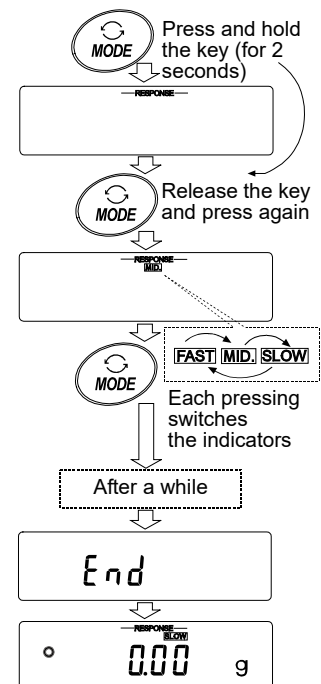 Press and hold
the key (for 2
seconds)
MODE
RESPONSE
Release the key
and press again
MODE
RESPONSE
MID.
FAST MID. SLOW
MODE
Each pressing
switches
the indicators
After a while
End
RESPONSE
SLOW
0.00 g